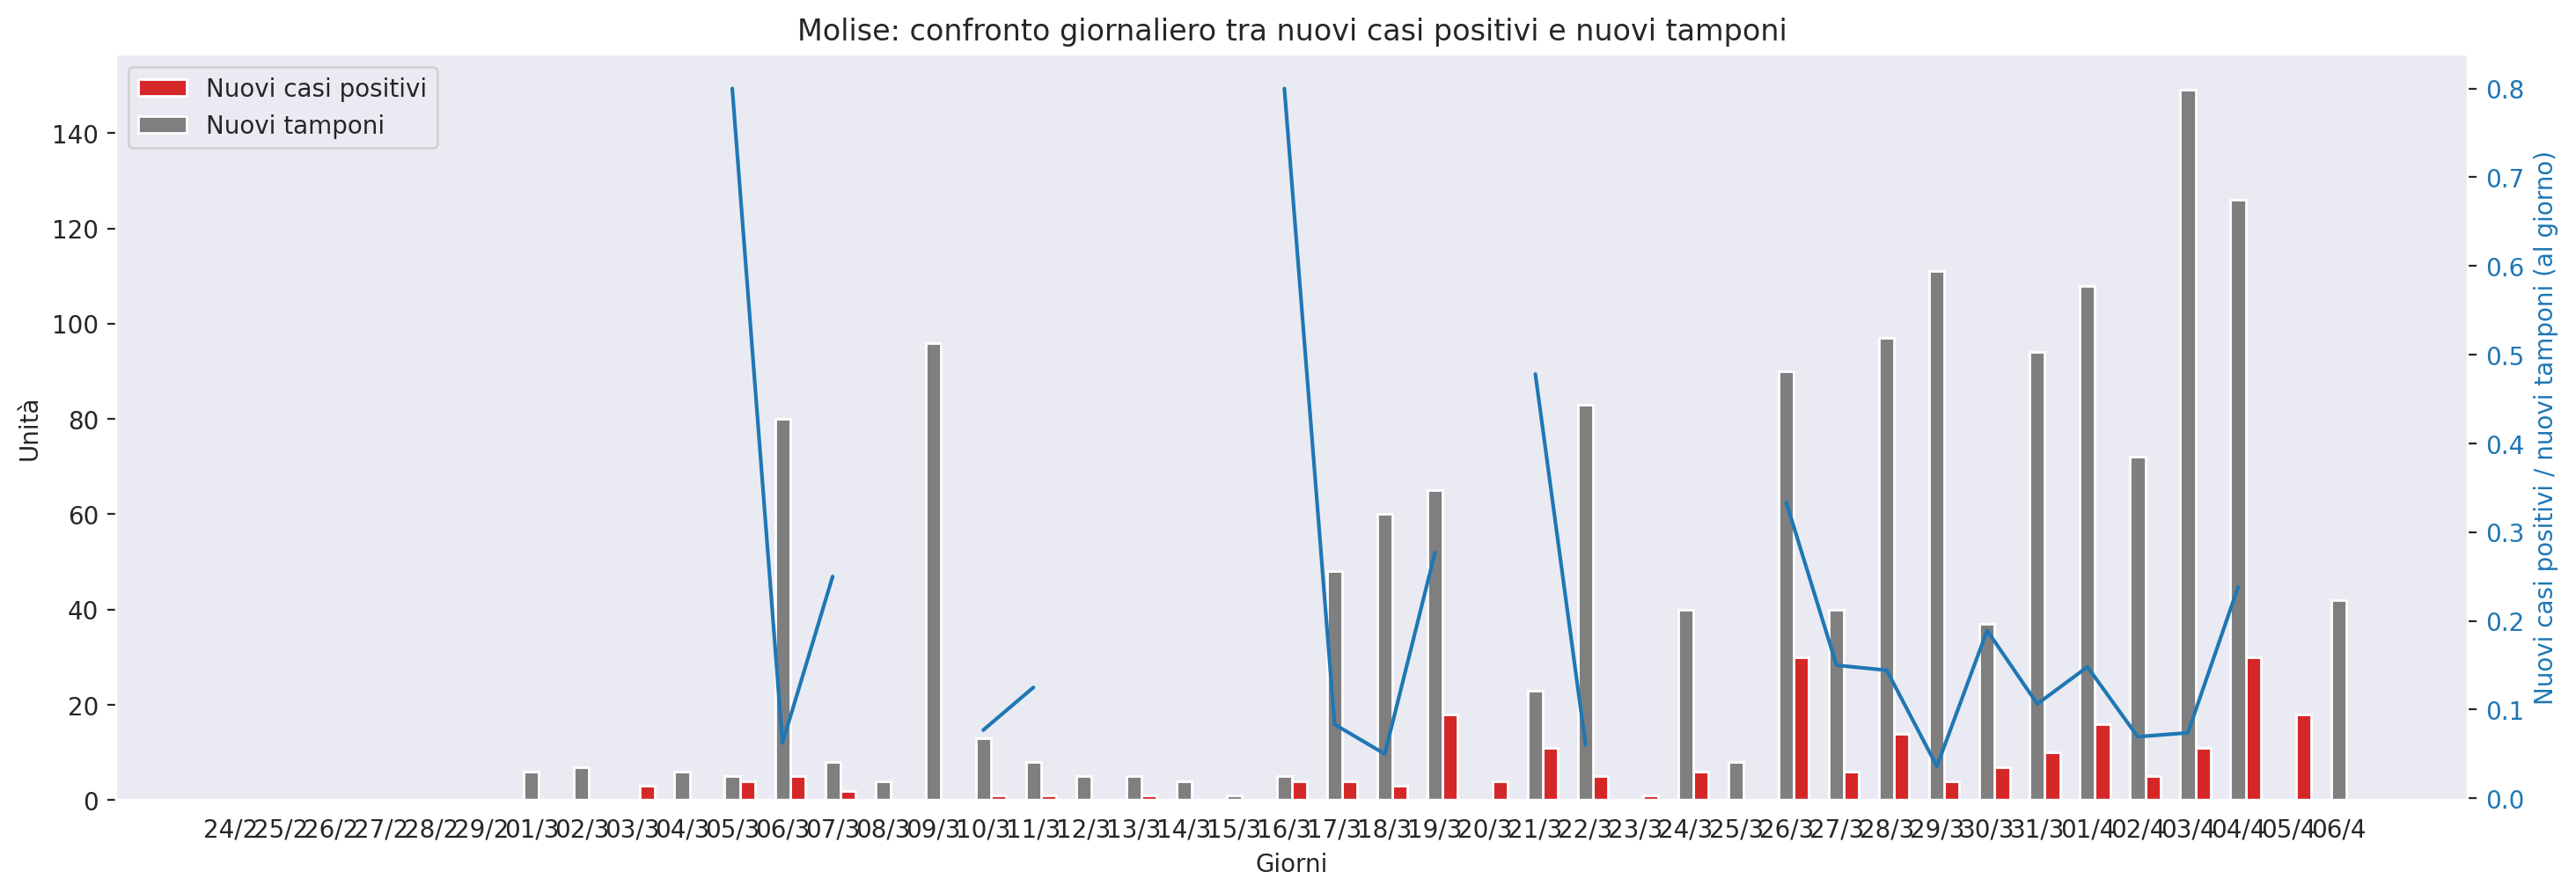 Molise: confronto giornaliero tra nuovi casi positivi e nuovi tamponi
Nuovi casi positivi
Nuovi tamponi
140
120
100
80
60
40
20
0
Unità
0.8
0.7
0.6
0.5
0.4
0.3
0.2
0.1
0.0
Nuovi casi positivi / nuovi tamponi (al giorno)
24/2 25/2 26/2 27/2 28/2 29/2 01/3 02/3 03/3 04/3 05/3 06/3 07/3 08/3 09/3 10/3 11/3 12/3 13/3 14/3 15/3 16/3 17/3 18/3 19/3 20/3 21/3 22/3 23/3 24/3 25/3 26/3 27/3 28/3 29/3 30/3 31/3 01/4 02/4 03/4 04/4 05/4 06/4
Giorni